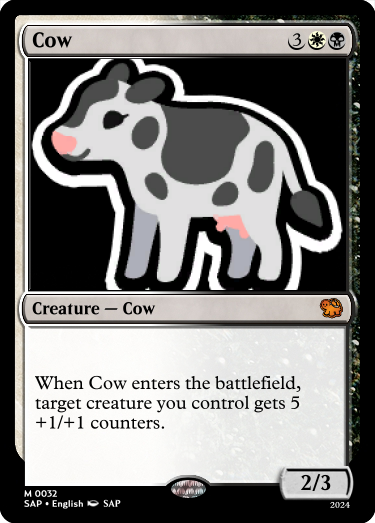 Cow 3
Creature — Cow
When Cow enters the battlefield,
target creature you control gets 5
+1/+1 counters.
2/3
M 0032
SAP • English SAP
2024